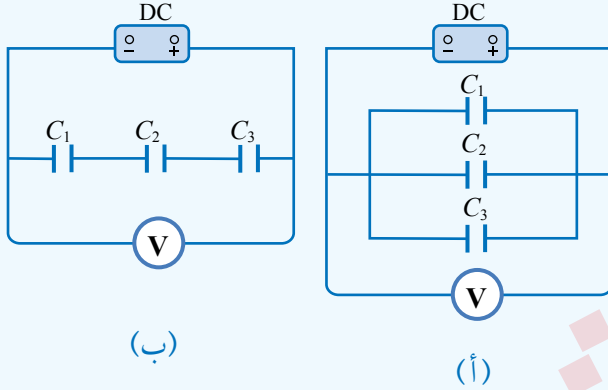 DC
- +
C1 C2 C3
V
(ب)
DC
- +
C1
C2
C3
V
(أ)